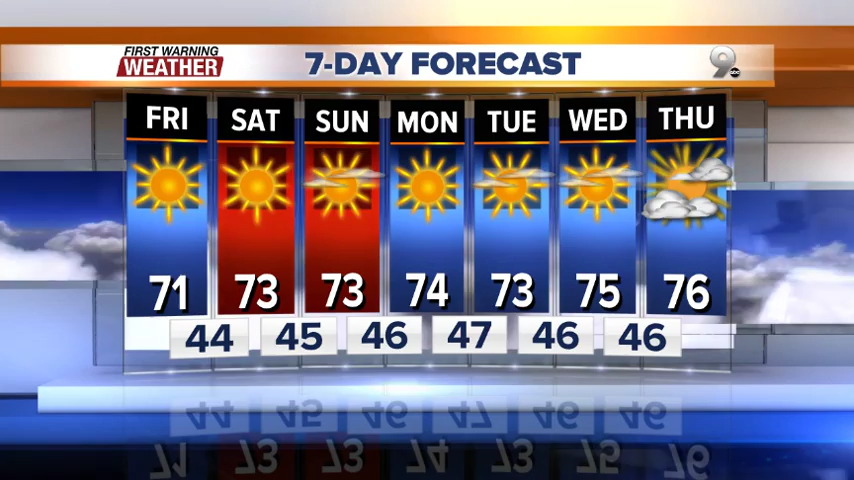 FIRST WARNING
WEATHER
7-DAY FORECAST
9
abc
FRI SAT SUN MON TUE WED THU
71 73 73 74 73 75 76
44 45 46 47 46 46